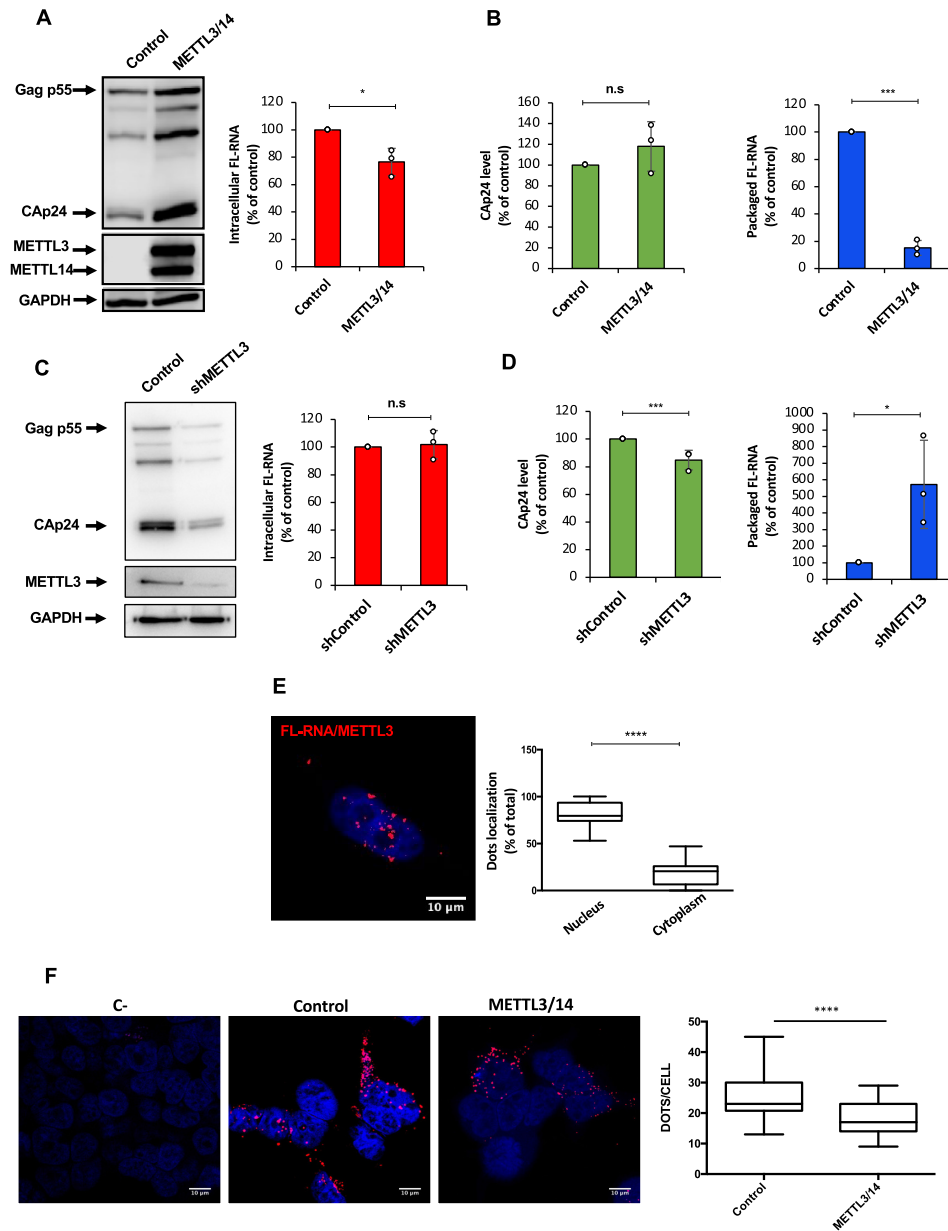 A
Control
METTL3/14
Gag p55
CAp24
METTL3
METTL14
GAPDH
*
Intracellular FL-RNA
(% of control)
120
100
80
60
40
20
0
Control
METTL3/14
B
n.s
CAp24 level
(% of control)
160
140
120
100
80
60
40
20
0
Control
METTL3/14
***
Packaged FL-RNA
(% of control)
120
100
80
60
40
20
0
Control
METTL3/14
C
Control
shMETTL3
Gag p55
CAp24
METTL3
GAPDH
n.s
Intracellular FL-RNA
(% of control)
120
100
80
60
40
20
0
shControl
shMETTL3
D
***
CAp24 level
(% of control)
120
100
80
60
40
20
0
shControl
shMETTL3
*
Packaged FL-RNA
(% of control)
1000
900
800
700
600
500
400
300
200
100
0
shControl
shMETTL3
E
FL-RNA/METTL3
10 µm
****
Dots localization
(% of total)
150
100
50
0
Nucleus
Cytoplasm
F
C-
Control
METTL3/14
10 µm
10 µm
10 µm
****
DOTS/CELL
50
40
30
20
10
0
Control
METTL3/14